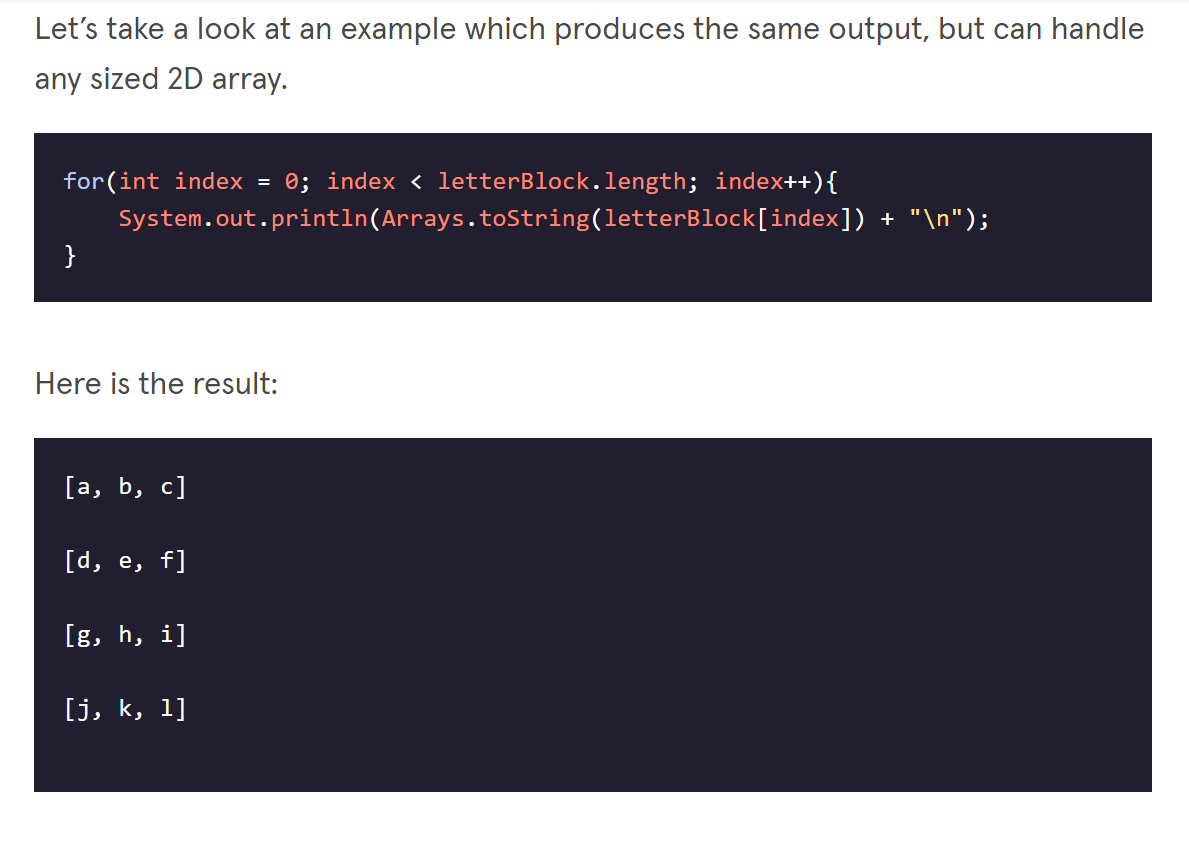 Let’s take a look at an example which produces the same output, but can handle
any sized 2D array.
for(int index = 0; index < letterBlock.length; index++){
    System.out.println(Arrays.toString(letterBlock[index]) + "\n");
}
Here is the result:
[a, b, c]
[d, e, f]
[g, h, i]
[j, k, l]